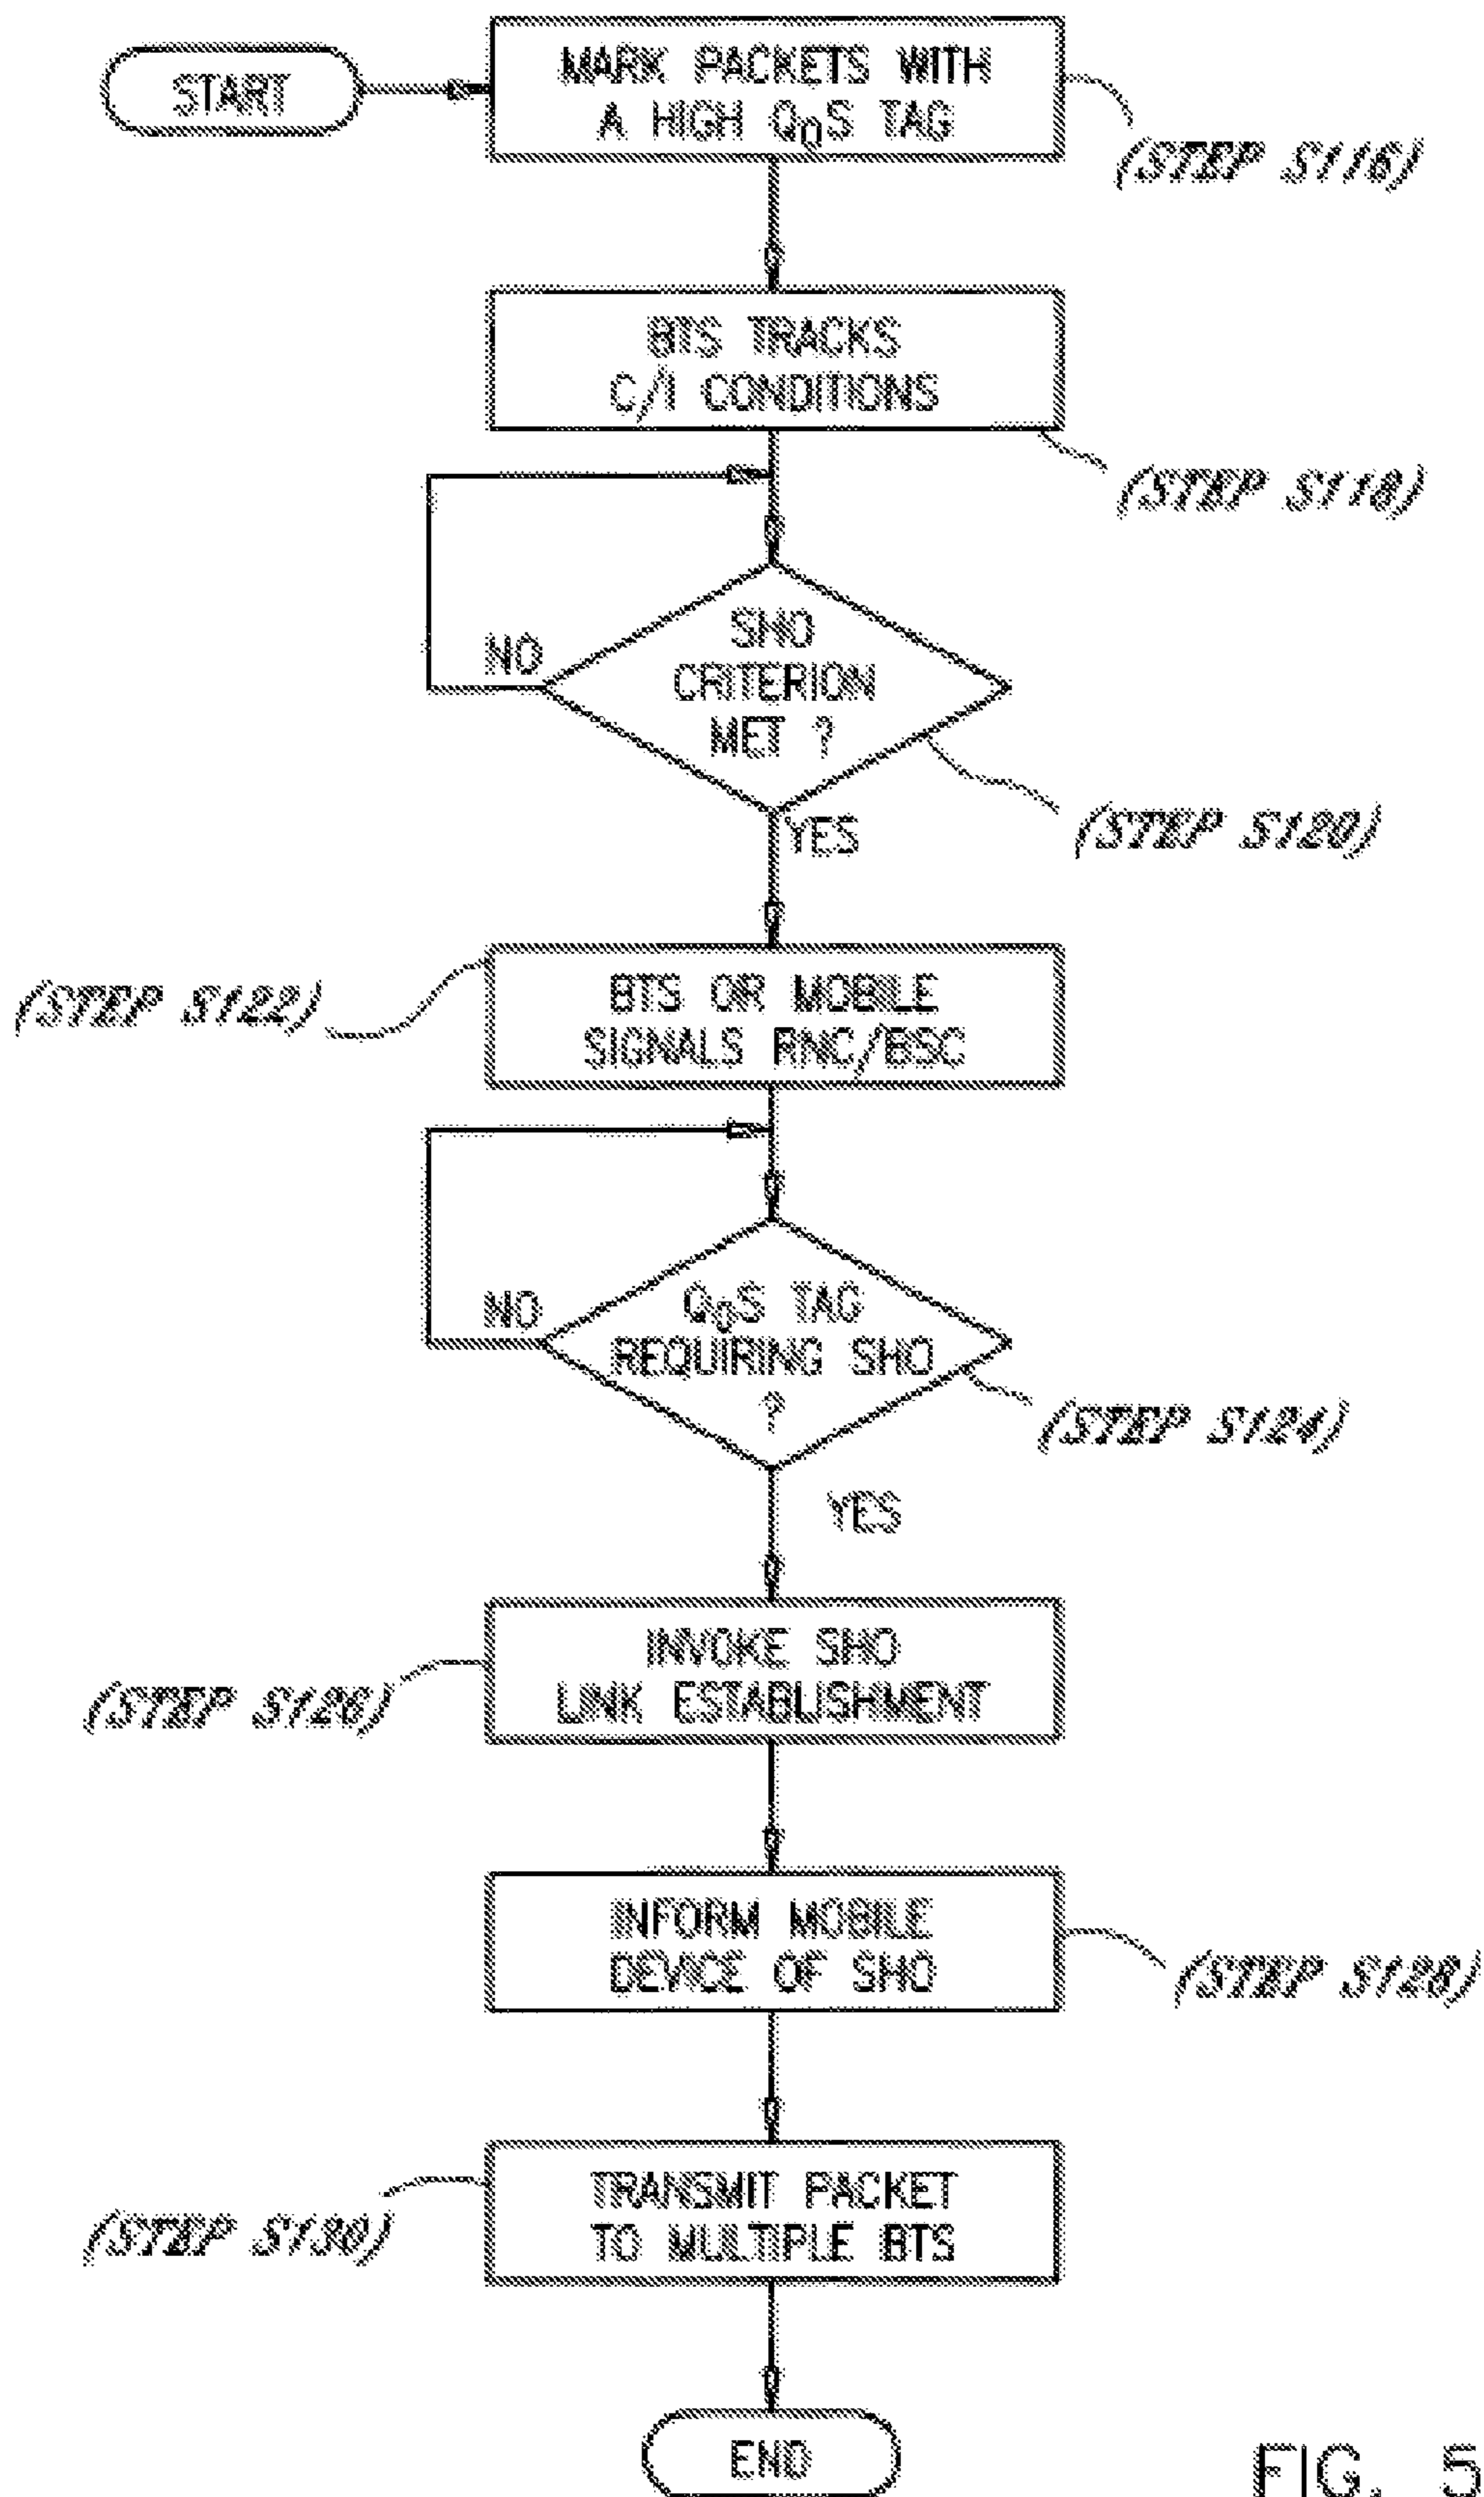 START
MARK PACKETS WITH
A HIGH QoS TAG
(STEP S116)
BTS TRACKS
C/I CONDITIONS
(STEP S118)
SHO
CRITERION
MET ?
NO
(STEP S120)
YES
BTS OR MOBILE
SIGNALS RNC/BSC
(STEP S122)
QoS TAG
REQUIRING SHO
?
NO
(STEP S124)
YES
INVOKE SHO
LINK ESTABLISHMENT
(STEP S126)
INFORM MOBILE
DEVICE OF SHO
(STEP S128)
TRANSMIT PACKET
TO MULTIPLE BTS
(STEP S130)
END
FIG. 5